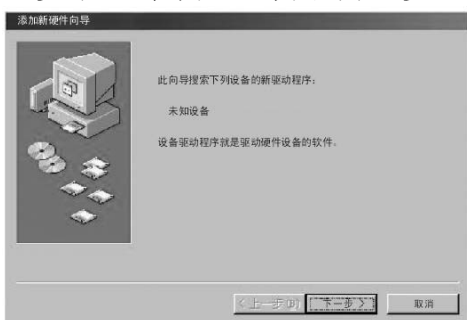 添加新硬件向导
此向导搜索下列设备的新驱动程序:
未知设备
设备驱动程序就是驱动硬件设备的软件.
<上一步(B)
下一步 >
取消